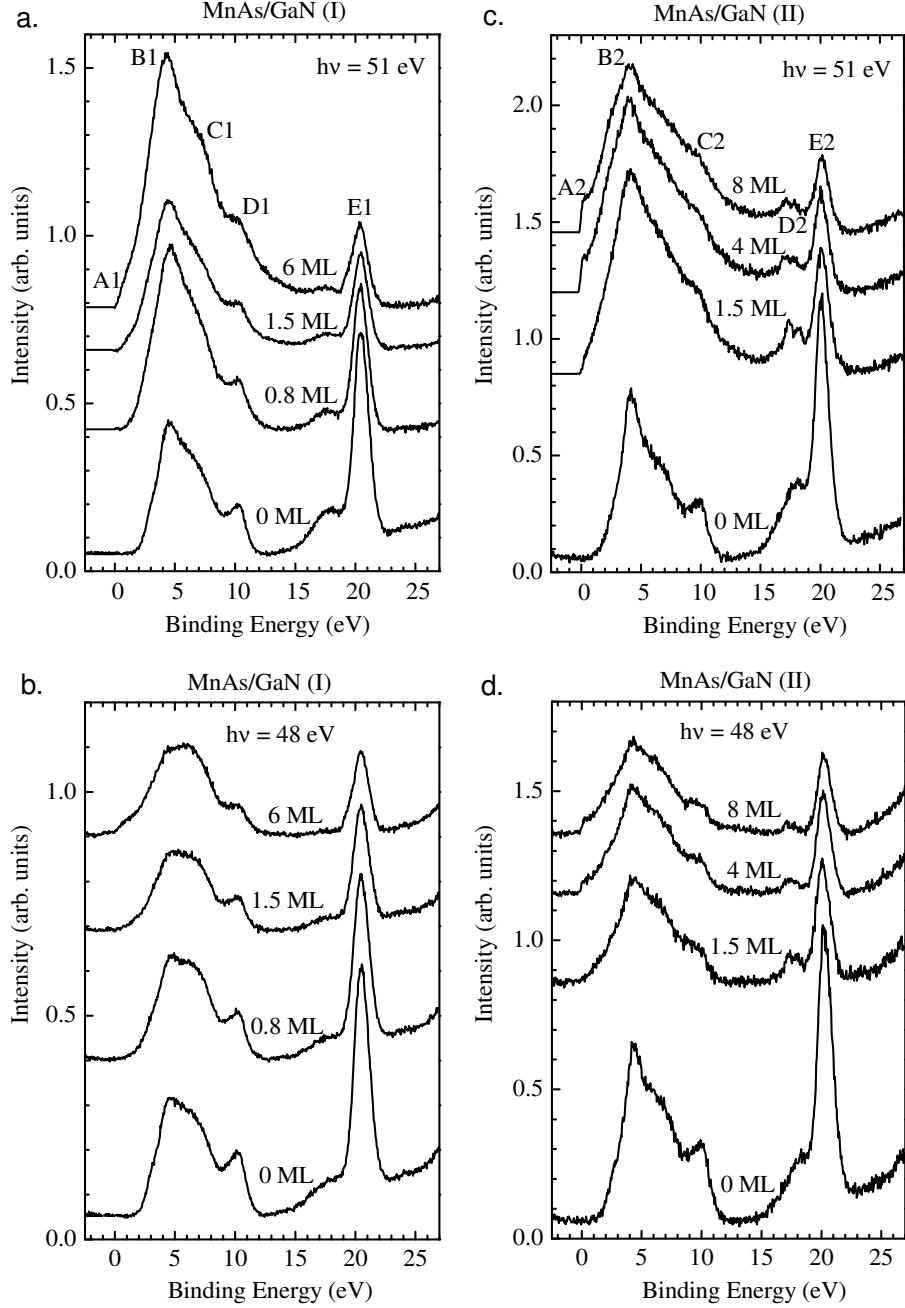 a.
MnAs/GaN (I)
hν = 51 eV
B1
C1
D1
E1
A1
6 ML
1.5 ML
0.8 ML
0 ML
1.5
1.0
0.5
0.0
Intensity (arb. units)
0 5 10 15 20 25
Binding Energy (eV)
c.
MnAs/GaN (II)
hν = 51 eV
B2
C2
E2
A2
8 ML
D2
4 ML
1.5 ML
0 ML
2.0
1.5
1.0
0.5
0.0
Intensity (arb. units)
0 5 10 15 20 25
Binding Energy (eV)
b.
MnAs/GaN (I)
hν = 48 eV
6 ML
1.5 ML
0.8 ML
0 ML
1.0
0.5
0.0
Intensity (arb. units)
0 5 10 15 20 25
Binding Energy (eV)
d.
MnAs/GaN (II)
hν = 48 eV
8 ML
4 ML
1.5 ML
0 ML
1.5
1.0
0.5
0.0
Intensity (arb. units)
0 5 10 15 20 25
Binding Energy (eV)